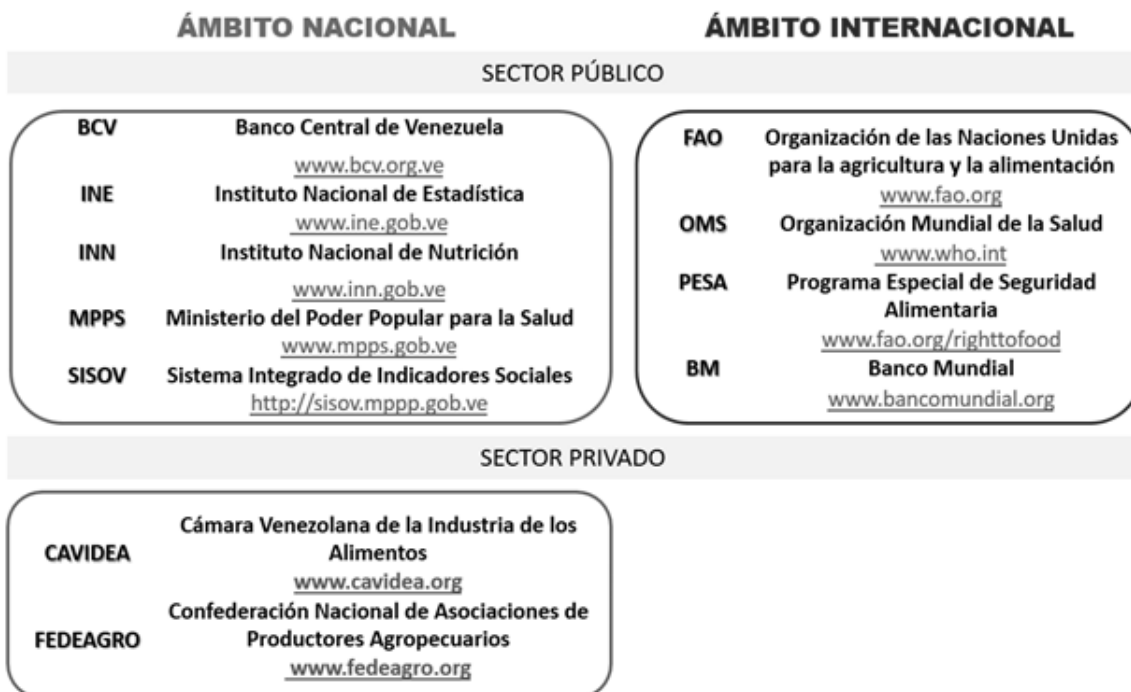 ÁMBITO NACIONAL
ÁMBITO INTERNACIONAL
SECTOR PÚBLICO
BCV Banco Central de Venezuela
www.bcv.org.ve
INE Instituto Nacional de Estadística
www.ine.gob.ve
INN Instituto Nacional de Nutrición
www.inn.gob.ve
MPPS Ministerio del Poder Popular para la Salud
www.mpps.gob.ve
SISOV Sistema Integrado de Indicadores Sociales
http://sisov.mppp.gob.ve
FAO Organización de las Naciones Unidas
para la agricultura y la alimentación
www.fao.org
OMS Organización Mundial de la Salud
www.who.int
PESA Programa Especial de Seguridad
Alimentaria
www.fao.org/righttofood
BM Banco Mundial
www.bancomundial.org
SECTOR PRIVADO
Cámara Venezolana de la Industria de los
CAVIDEA Alimentos
www.cavidea.org
Confederación Nacional de Asociaciones de
FEDEAGRO Productores Agropecuarios
www.fedeagro.org